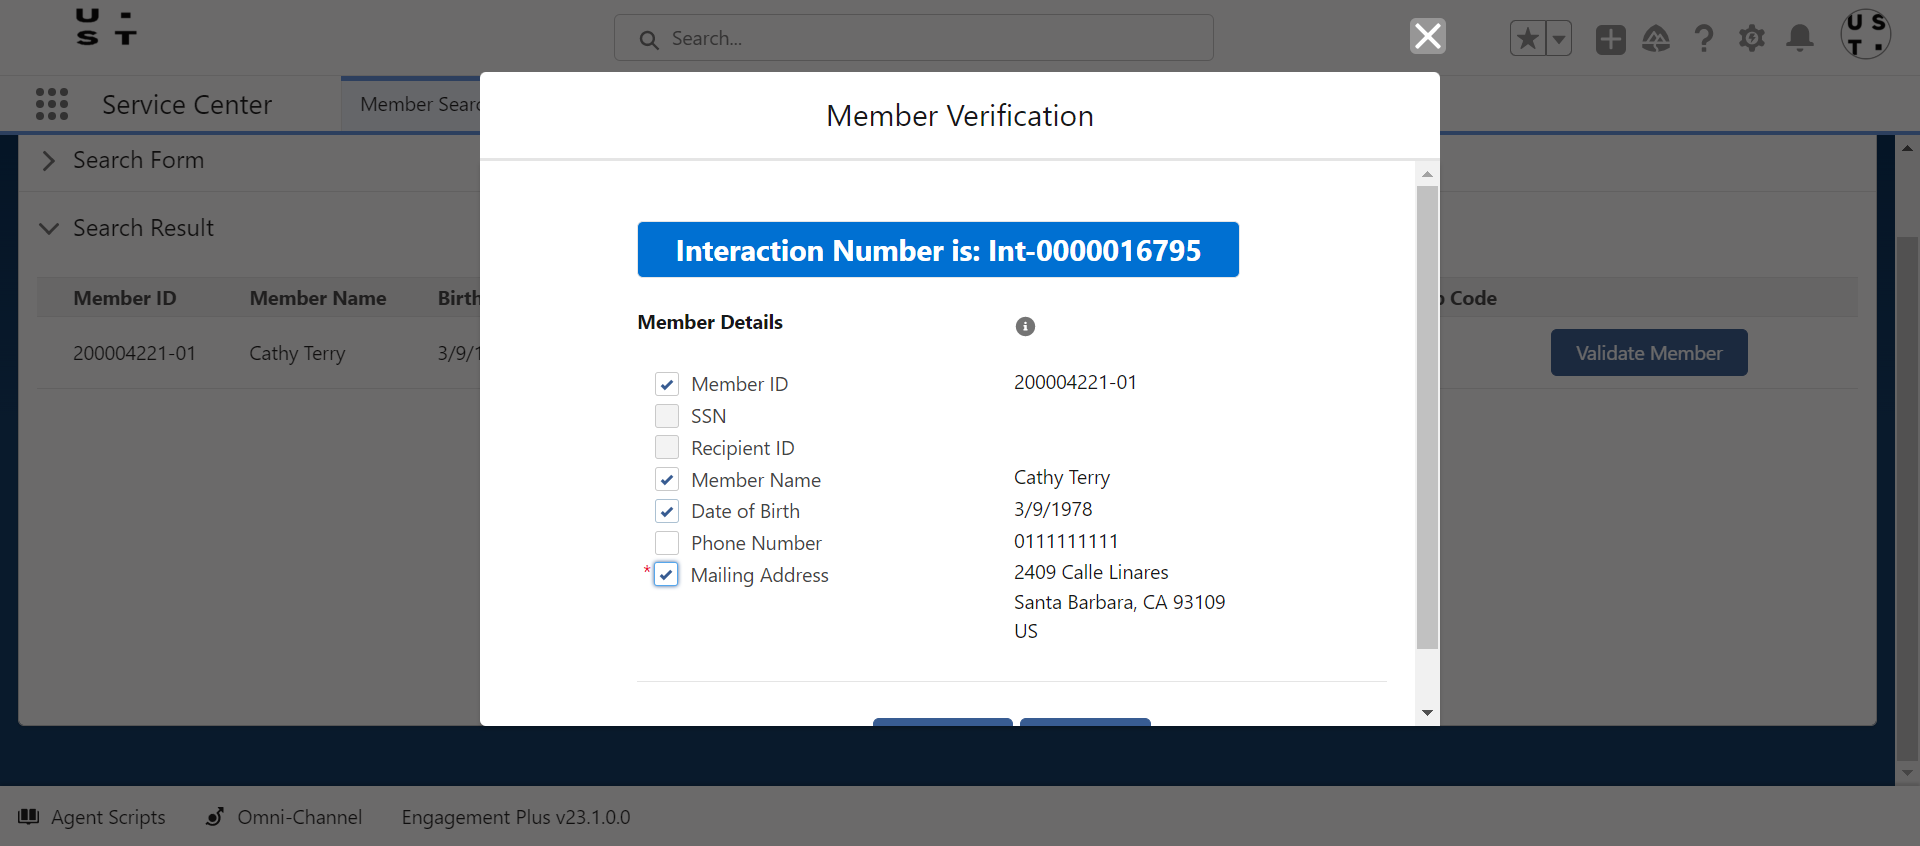 U ·
S T
Search...
U S
T ·
Service Center
Member Searc
Member Verification
Search Form
Search Result
Interaction Number is: Int-0000016795
Member ID Member Name Birth Code
Member Details
200004221-01 Cathy Terry 3/9/1 Validate Member
Member ID 200004221-01
SSN
Recipient ID
Member Name Cathy Terry
Date of Birth 3/9/1978
Phone Number 0111111111
* Mailing Address 2409 Calle Linares
Santa Barbara, CA 93109
US
Agent Scripts Omni-Channel Engagement Plus v23.1.0.0